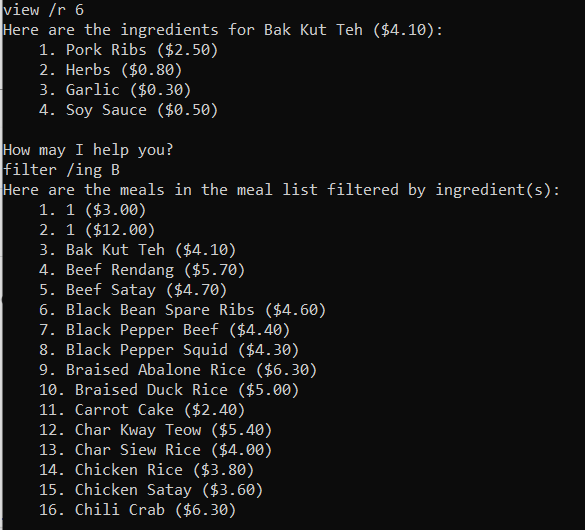 view /r 6
Here are the ingredients for Bak Kut Teh ($4.10):
1. Pork Ribs ($2.50)
2. Herbs ($0.80)
3. Garlic ($0.30)
4. Soy Sauce ($0.50)
How may I help you?
filter /ing B
Here are the meals in the meal list filtered by ingredient(s):
1. 1 ($3.00)
2. 1 ($12.00)
3. Bak Kut Teh ($4.10)
4. Beef Rendang ($5.70)
5. Beef Satay ($4.70)
6. Black Bean Spare Ribs ($4.60)
7. Black Pepper Beef ($4.40)
8. Black Pepper Squid ($4.30)
9. Braised Abalone Rice ($6.30)
10. Braised Duck Rice ($5.00)
11. Carrot Cake ($2.40)
12. Char Kway Teow ($5.40)
13. Char Siew Rice ($4.00)
14. Chicken Rice ($3.80)
15. Chicken Satay ($3.60)
16. Chili Crab ($6.30)